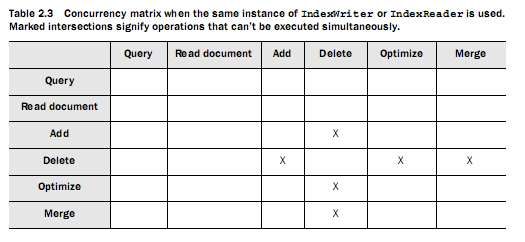 Table 2.3 Concurrency matrix when the same instance of IndexWriter or IndexReader is used.
Marked intersections signify operations that can't be executed simultaneously.
Query Read document Add Delete Optimize Merge
Query
Read document
Add X
Delete X X X
Optimize X
Merge X